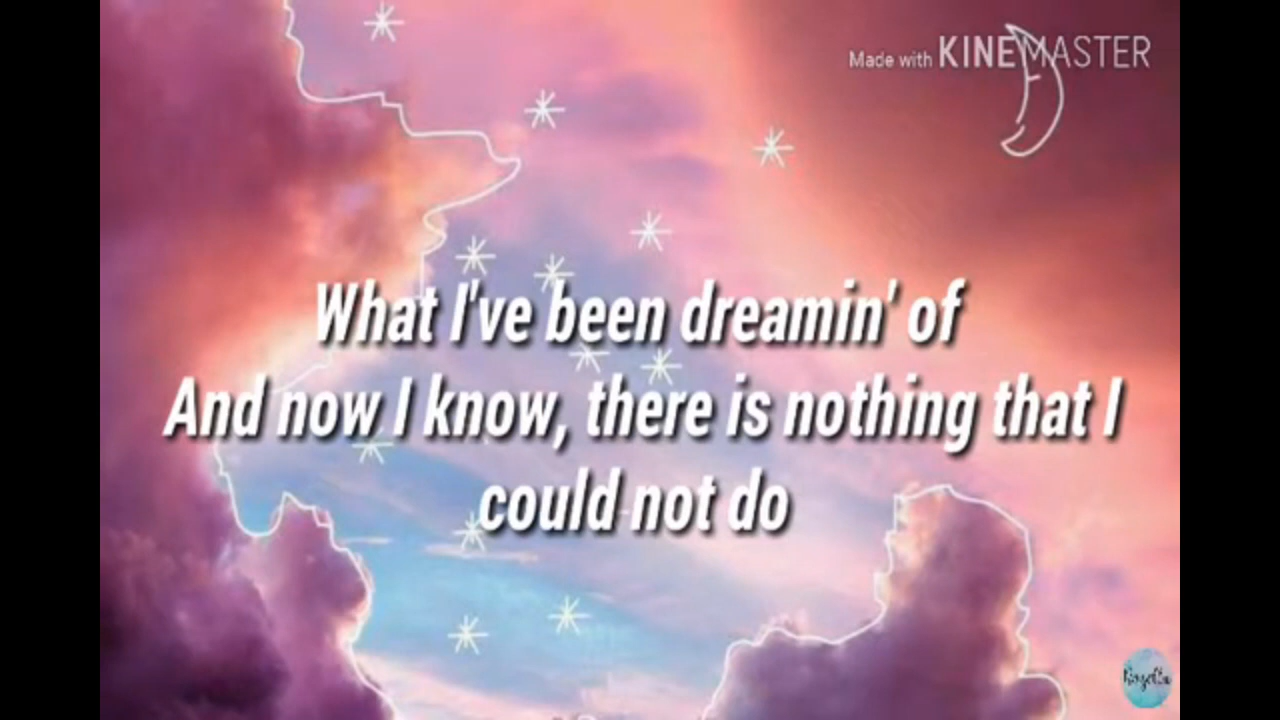 Made with KINEMASTER
What I've been dreamin' of
And now I know, there is nothing that I
could not do